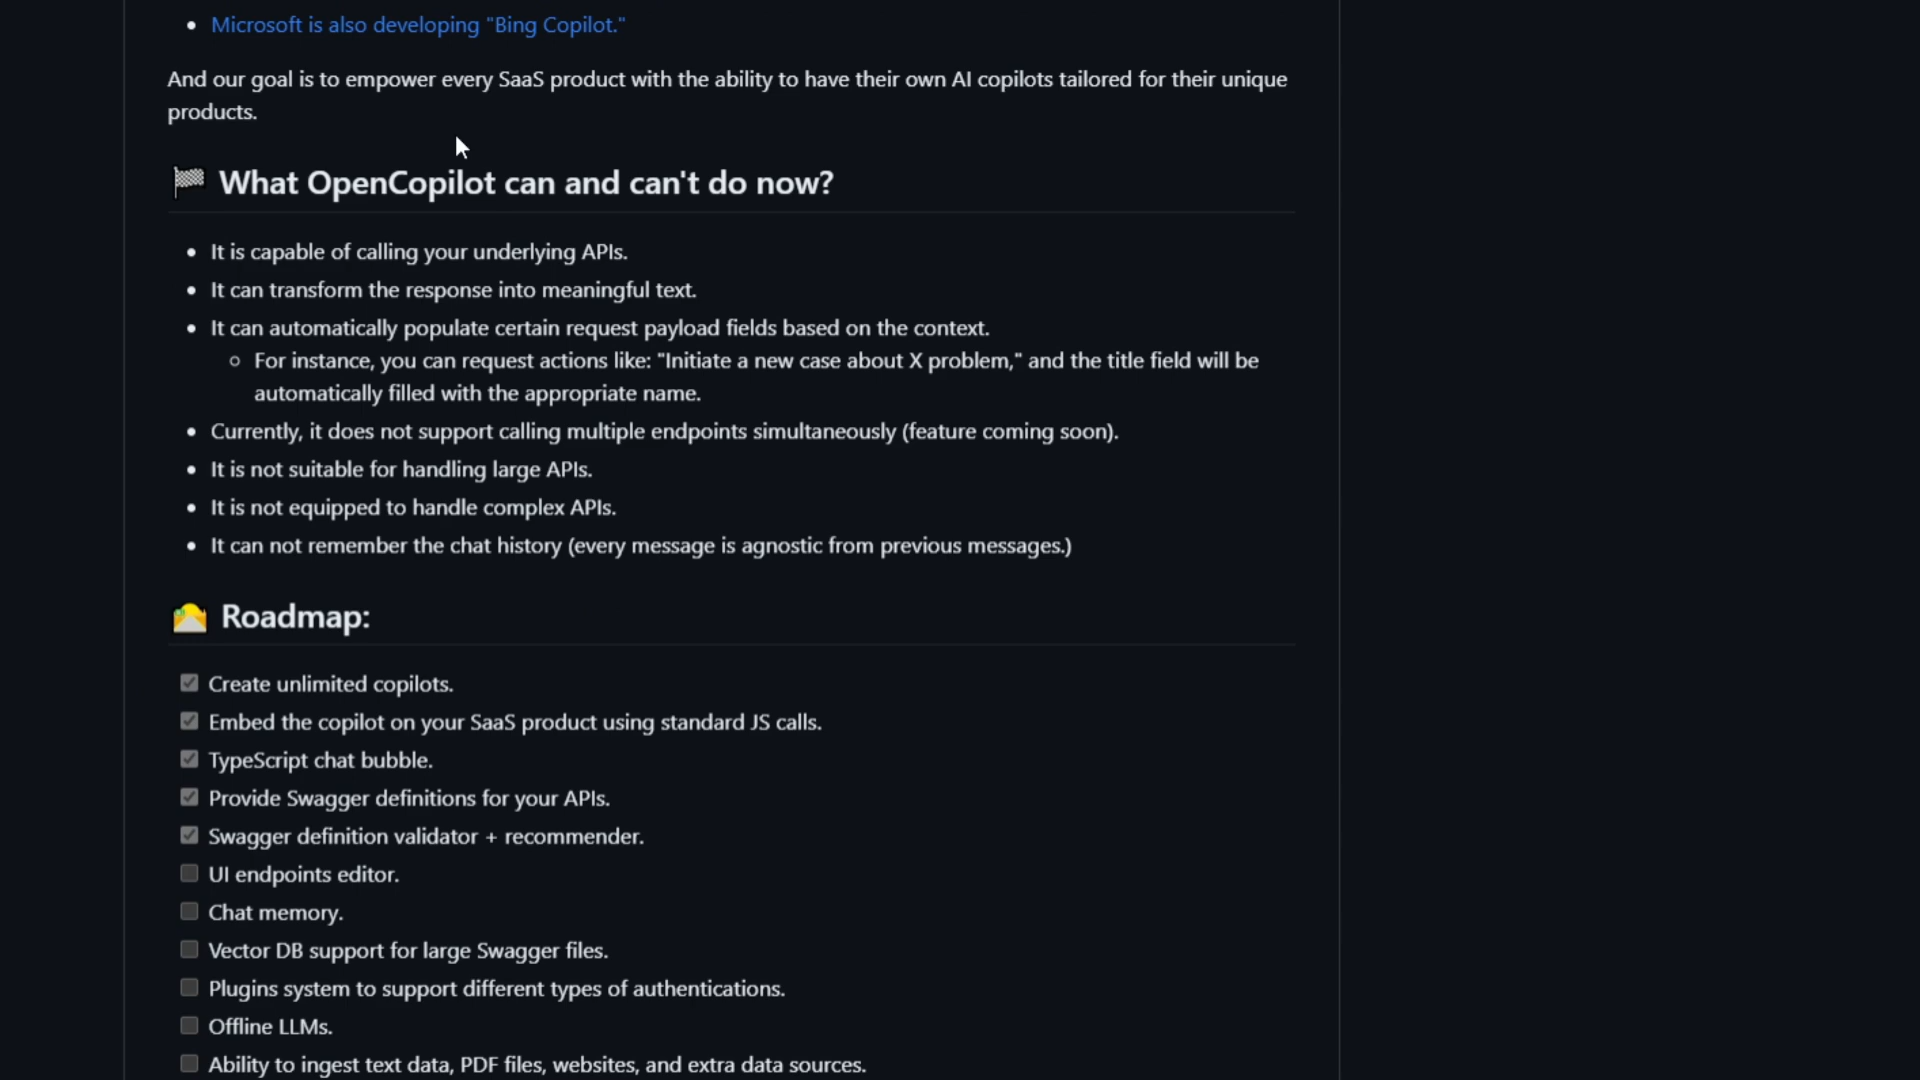 Microsoft is also developing "Bing Copilot."
And our goal is to empower every SaaS product with the ability to have their own AI copilots tailored for their unique
products.
What OpenCopilot can and can't do now?
It is capable of calling your underlying APIs.
It can transform the response into meaningful text.
It can automatically populate certain request payload fields based on the context.
For instance, you can request actions like: "Initiate a new case about X problem," and the title field will be
automatically filled with the appropriate name.
Currently, it does not support calling multiple endpoints simultaneously (feature coming soon).
It is not suitable for handling large APIs.
It is not equipped to handle complex APIs.
It can not remember the chat history (every message is agnostic from previous messages.)
Roadmap:
Create unlimited copilots.
Embed the copilot on your SaaS product using standard JS calls.
TypeScript chat bubble.
Provide Swagger definitions for your APIs.
Swagger definition validator + recommender.
UI endpoints editor.
Chat memory.
Vector DB support for large Swagger files.
Plugins system to support different types of authentications.
Offline LLMs.
Ability to ingest text data, PDF files, websites, and extra data sources.